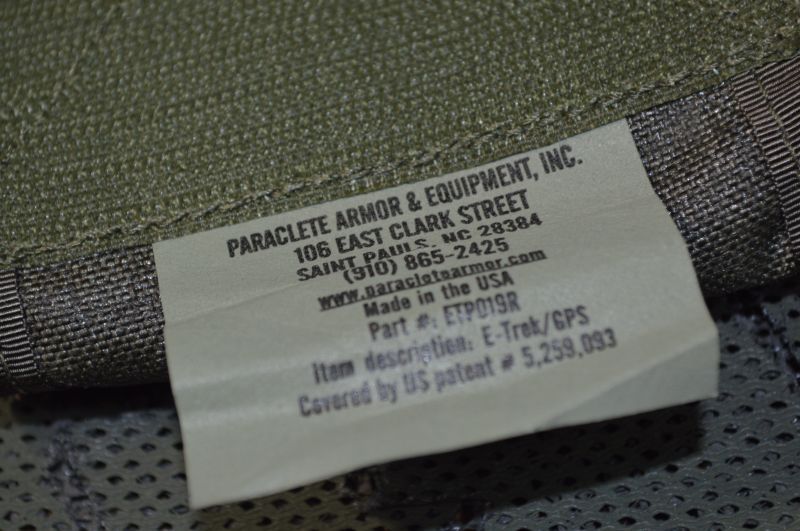 PARACLETE ARMOR & EQUIPMENT, INC.
106 EAST CLARK STREET
SAINT PAULS, NC 28384
(910) 865-2425
www.paracletearmor.com
Made in the USA
Part #: ETP019R
Item description: E-Trek/GPS
Covered by US patent # 5,259,093